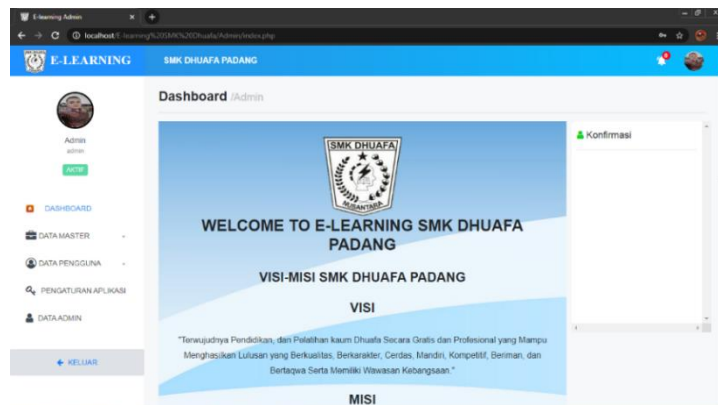 E-learning Admin
localhost/E-learning%20SMK%20Dhuafa/Admin/index.php
E-LEARNING
SMK DHUAFA PADANG
Dashboard /Admin
Admin
admin
AKTIF
DASHBOARD
DATA MASTER
DATA PENGGUNA
PENGATURAN APLIKASI
DATA ADMIN
KELUAR
SMK DHUAFA
NUSANTARA
WELCOME TO E-LEARNING SMK DHUAFA
PADANG
VISI-MISI SMK DHUAFA PADANG
VISI
"Terwujudnya Pendidikan, dan Pelatihan kaum Dhuafa Secara Gratis dan Profesional yang Mampu
Menghasilkan Lulusan yang Berkualitas, Berkarakter, Cerdas, Mandiri, Kompetitif, Beriman, dan
Bertaqwa Serta Memiliki Wawasan Kebangsaan."
MISI
Konfirmasi